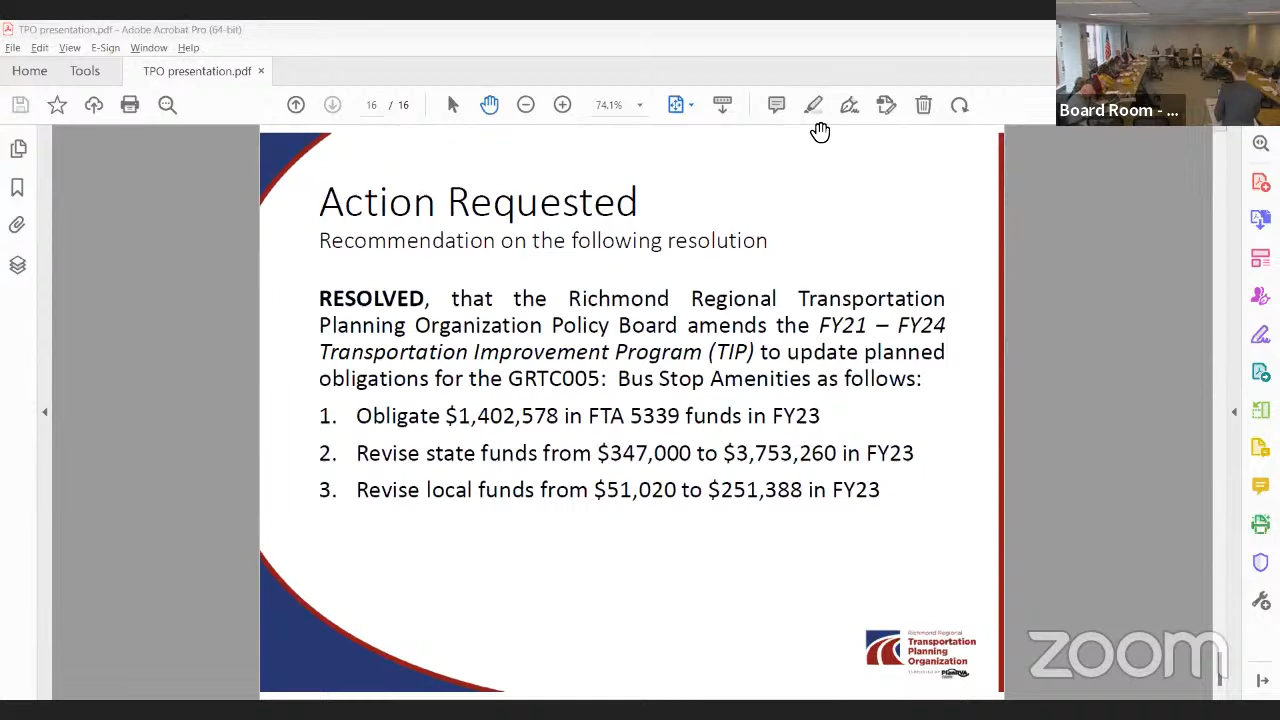 TPO presentation.pdf - Adobe Acrobat Pro (64-bit)
File Edit View E-Sign Window Help
Home Tools TPO presentation.pdf ×
16 / 16 74.1%
Board Room - ...
Action Requested
Recommendation on the following resolution
RESOLVED, that the Richmond Regional Transportation
Planning Organization Policy Board amends the FY21 – FY24
Transportation Improvement Program (TIP) to update planned
obligations for the GRTC005: Bus Stop Amenities as follows:
1. Obligate $1,402,578 in FTA 5339 funds in FY23
2. Revise state funds from $347,000 to $3,753,260 in FY23
3. Revise local funds from $51,020 to $251,388 in FY23
Richmond Regional
Transportation
Planning
Organization
PlanRVA
zoom